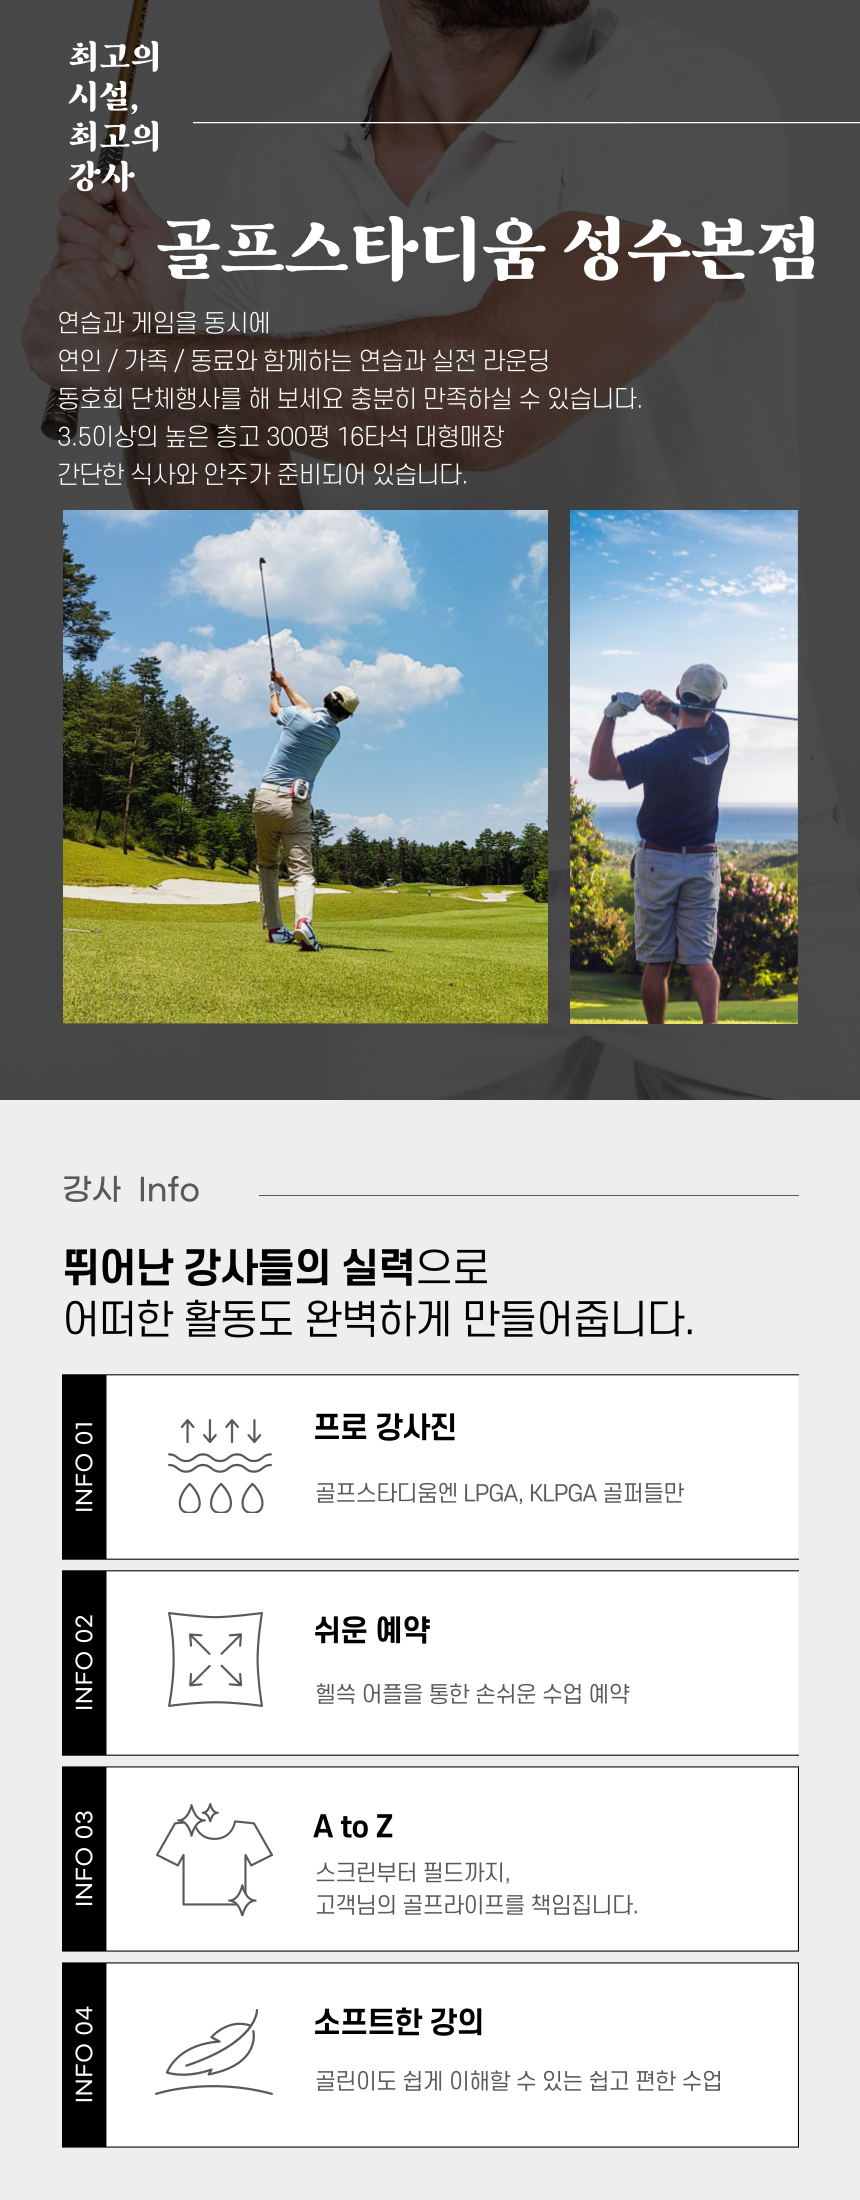 최고의
시설,
최고의
강사
골프스타디움 성수본점
연습과 게임을 동시에
연인 / 가족 / 동료와 함께하는 연습과 실전 라운딩
동호회 단체행사를 해 보세요 충분히 만족하실 수 있습니다.
3.5이상의 높은 층고 300평 16타석 대형매장
간단한 식사와 안주가 준비되어 있습니다.
강사 Info
뛰어난 강사들의 실력으로
어떠한 활동도 완벽하게 만들어줍니다.
INFO 01
프로 강사진
골프스타디움엔 LPGA, KLPGA 골퍼들만
INFO 02
쉬운 예약
헬쓱 어플을 통한 손쉬운 수업 예약
INFO 03
A to Z
스크린부터 필드까지,
고객님의 골프라이프를 책임집니다.
INFO 04
소프트한 강의
골린이도 쉽게 이해할 수 있는 쉽고 편한 수업